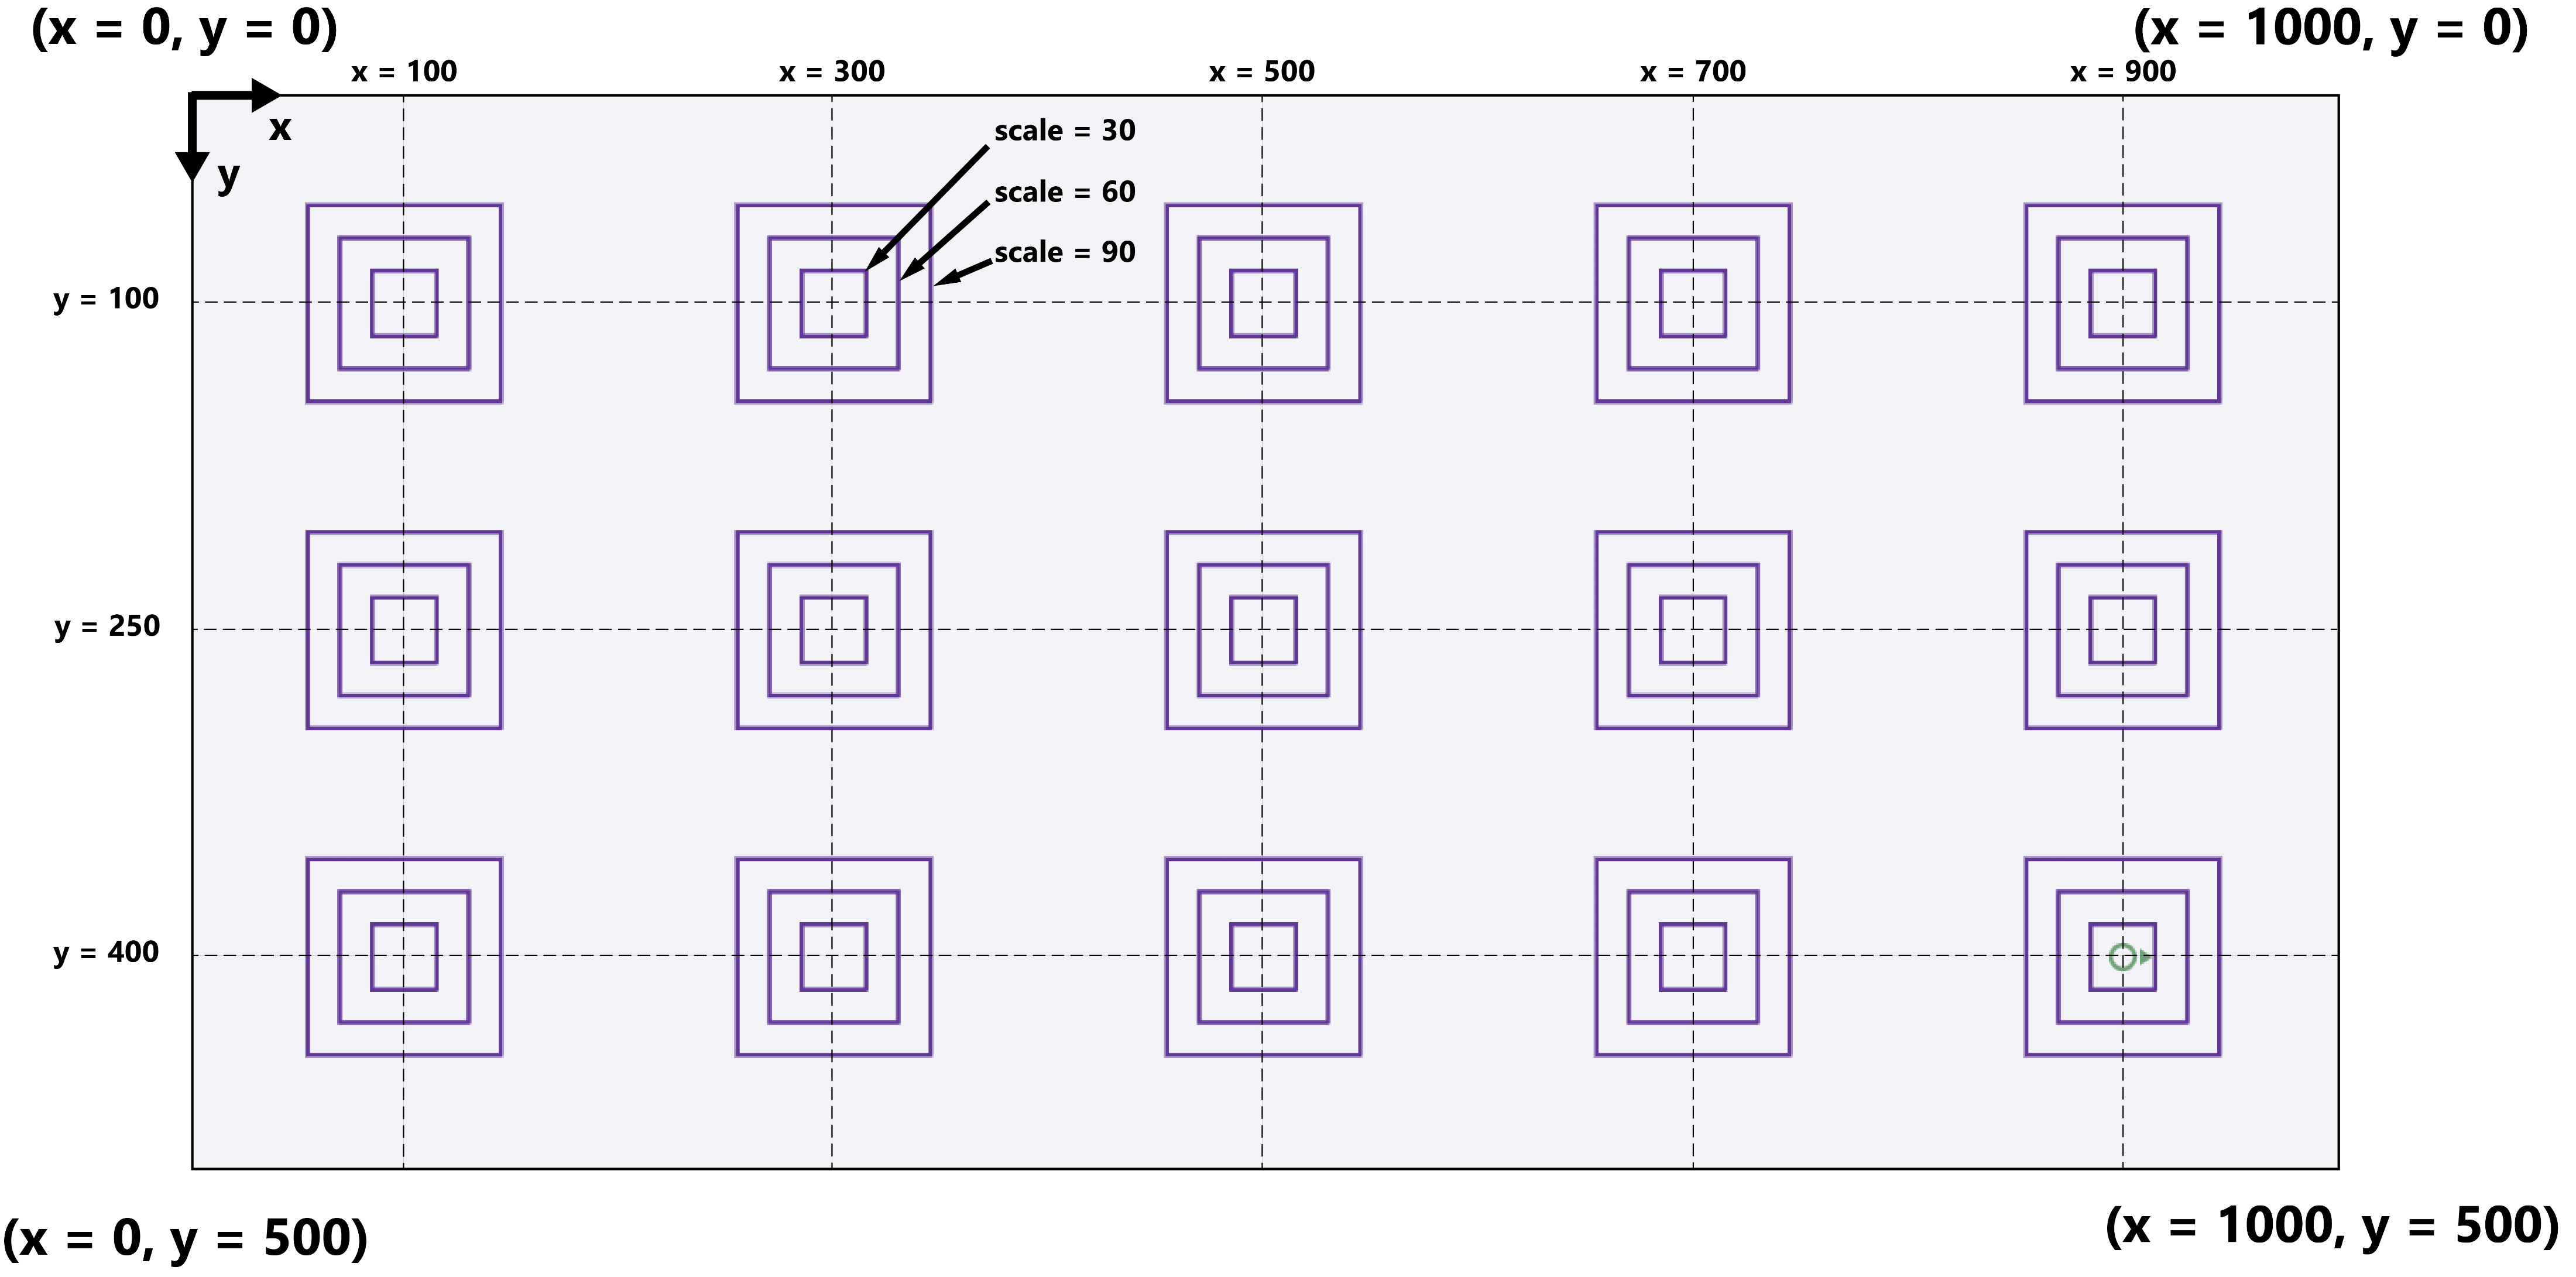 (x = 0, y = 0)
(x = 1000, y = 0)
x = 100
x = 300
x = 500
x = 700
x = 900
x
y
scale = 30
scale = 60
scale = 90
y = 100
y = 250
y = 400
(x = 0, y = 500)
(x = 1000, y = 500)